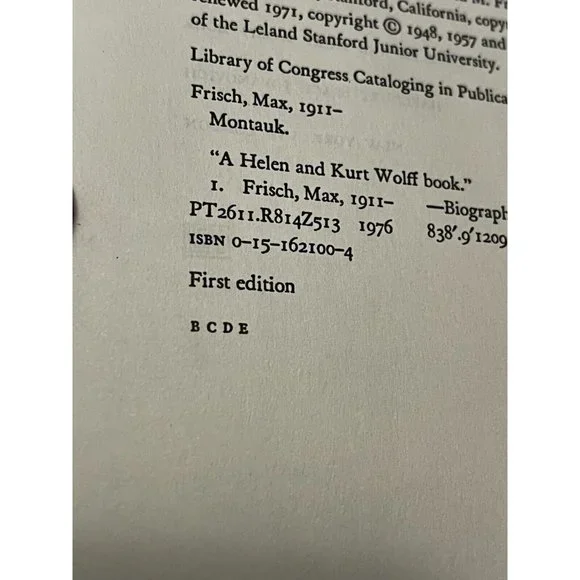 California, copy
renewed 1971, copyright © 1948, 1957 and
of the Leland Stanford Junior University.
Library of Congress Cataloging in Publica
Frisch, Max, 1911–
Montauk.
"A Helen and Kurt Wolff book."
1. Frisch, Max, 1911– —Biograph
PT2611.R814Z513 1976 838'.9'1209
ISBN 0-15-162100-4
First edition
B C D E